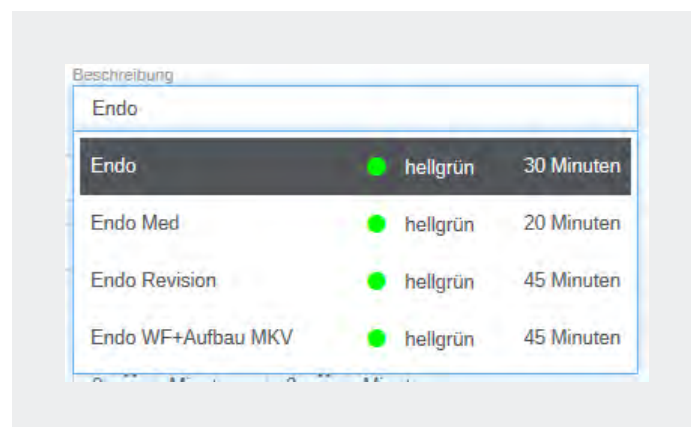 Beschreibung
Endo
Endo hellgrün 30 Minuten
Endo Med hellgrün 20 Minuten
Endo Revision hellgrün 45 Minuten
Endo WF+Aufbau MKV hellgrün 45 Minuten